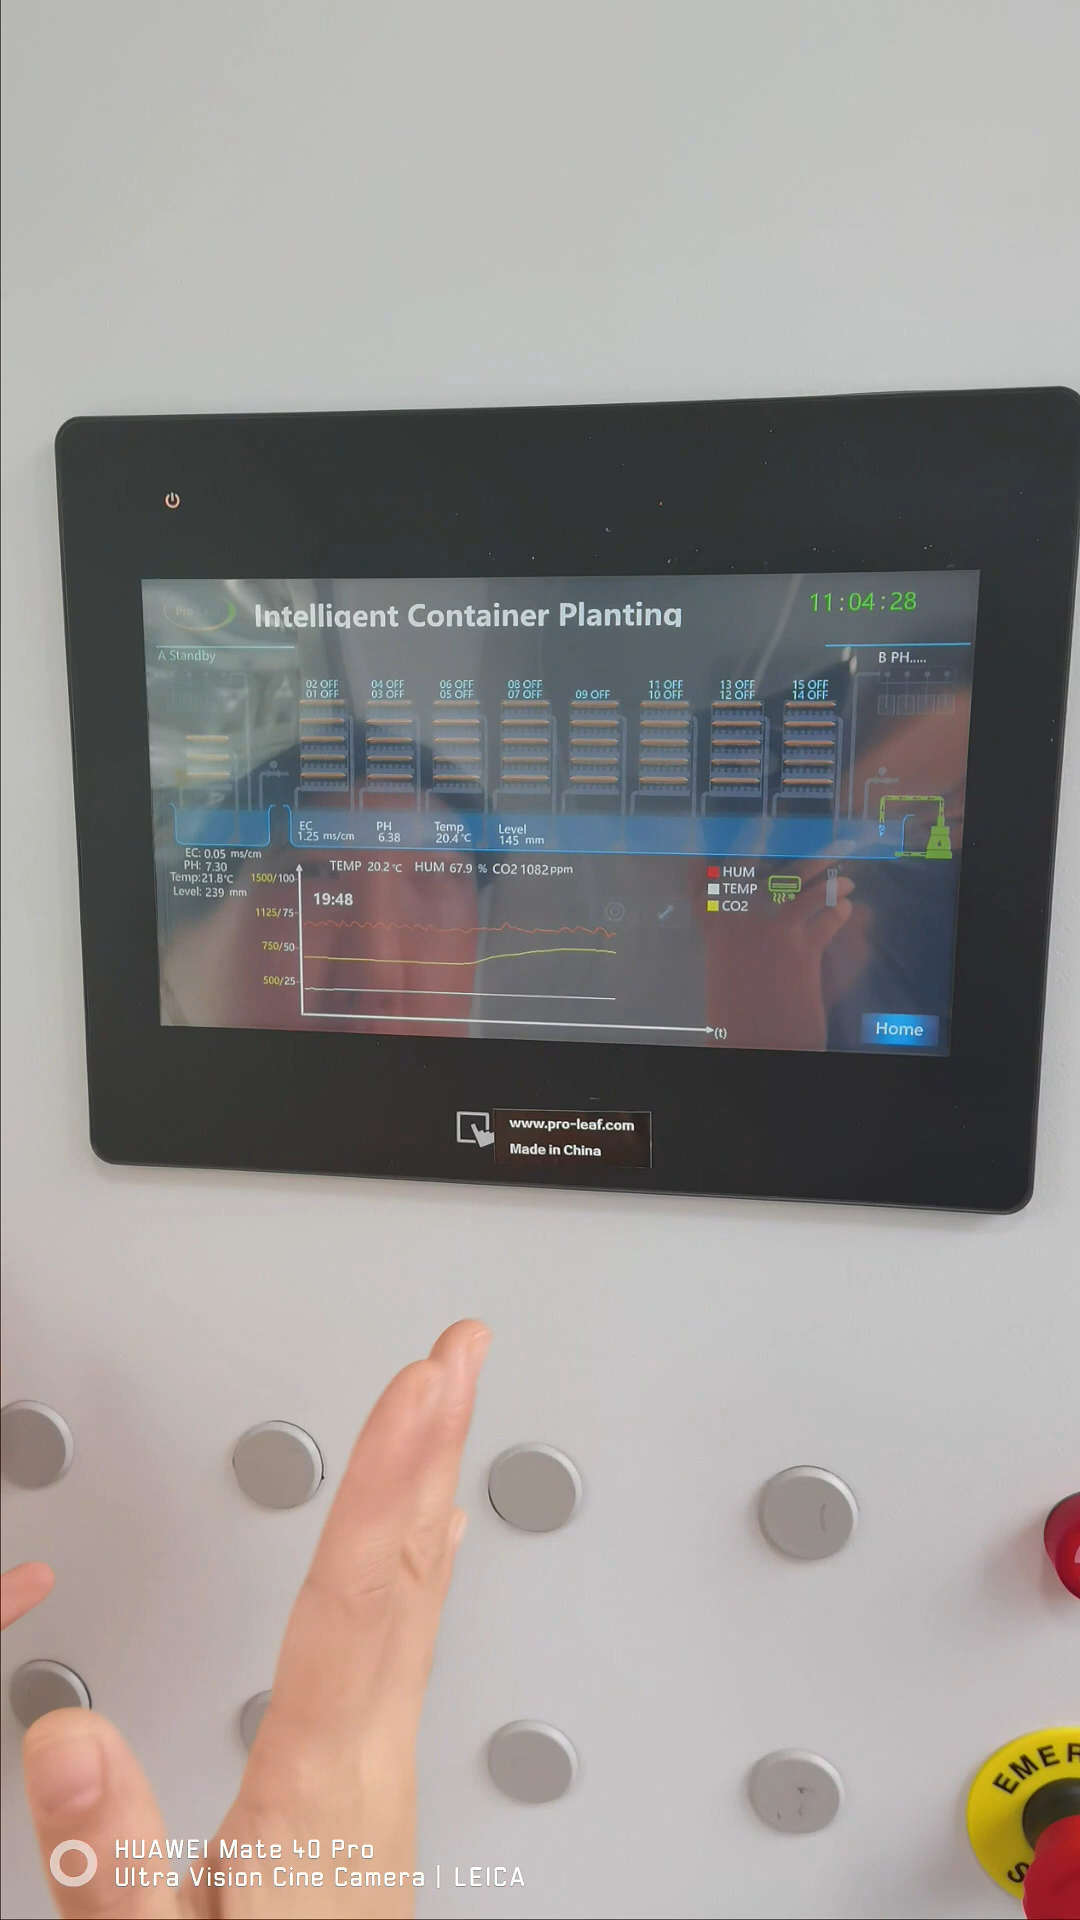 Pro
Intelligent Container Planting
11:04:28
A Standby
B PH.....
02 OFF
01 OFF
04 OFF
03 OFF
06 OFF
05 OFF
08 OFF
07 OFF
09 OFF
11 OFF
10 OFF
13 OFF
12 OFF
15 OFF
14 OFF
EC
1.25 ms/cm
PH
6.38
Temp
20.4℃
Level
145 mm
EC: 0.05 ms/cm
PH: 7.30
Temp:21.8℃
Level: 239 mm
TEMP 20.2 ℃ HUM 67.9 % CO2 1082 ppm
1500/100
1125/75
750/50
500/25
19:48
HUM
TEMP
CO2
(t)
Home
www.pro-leaf.com
Made in China
EMER
S
HUAWEI Mate 40 Pro
Ultra Vision Cine Camera | LEICA